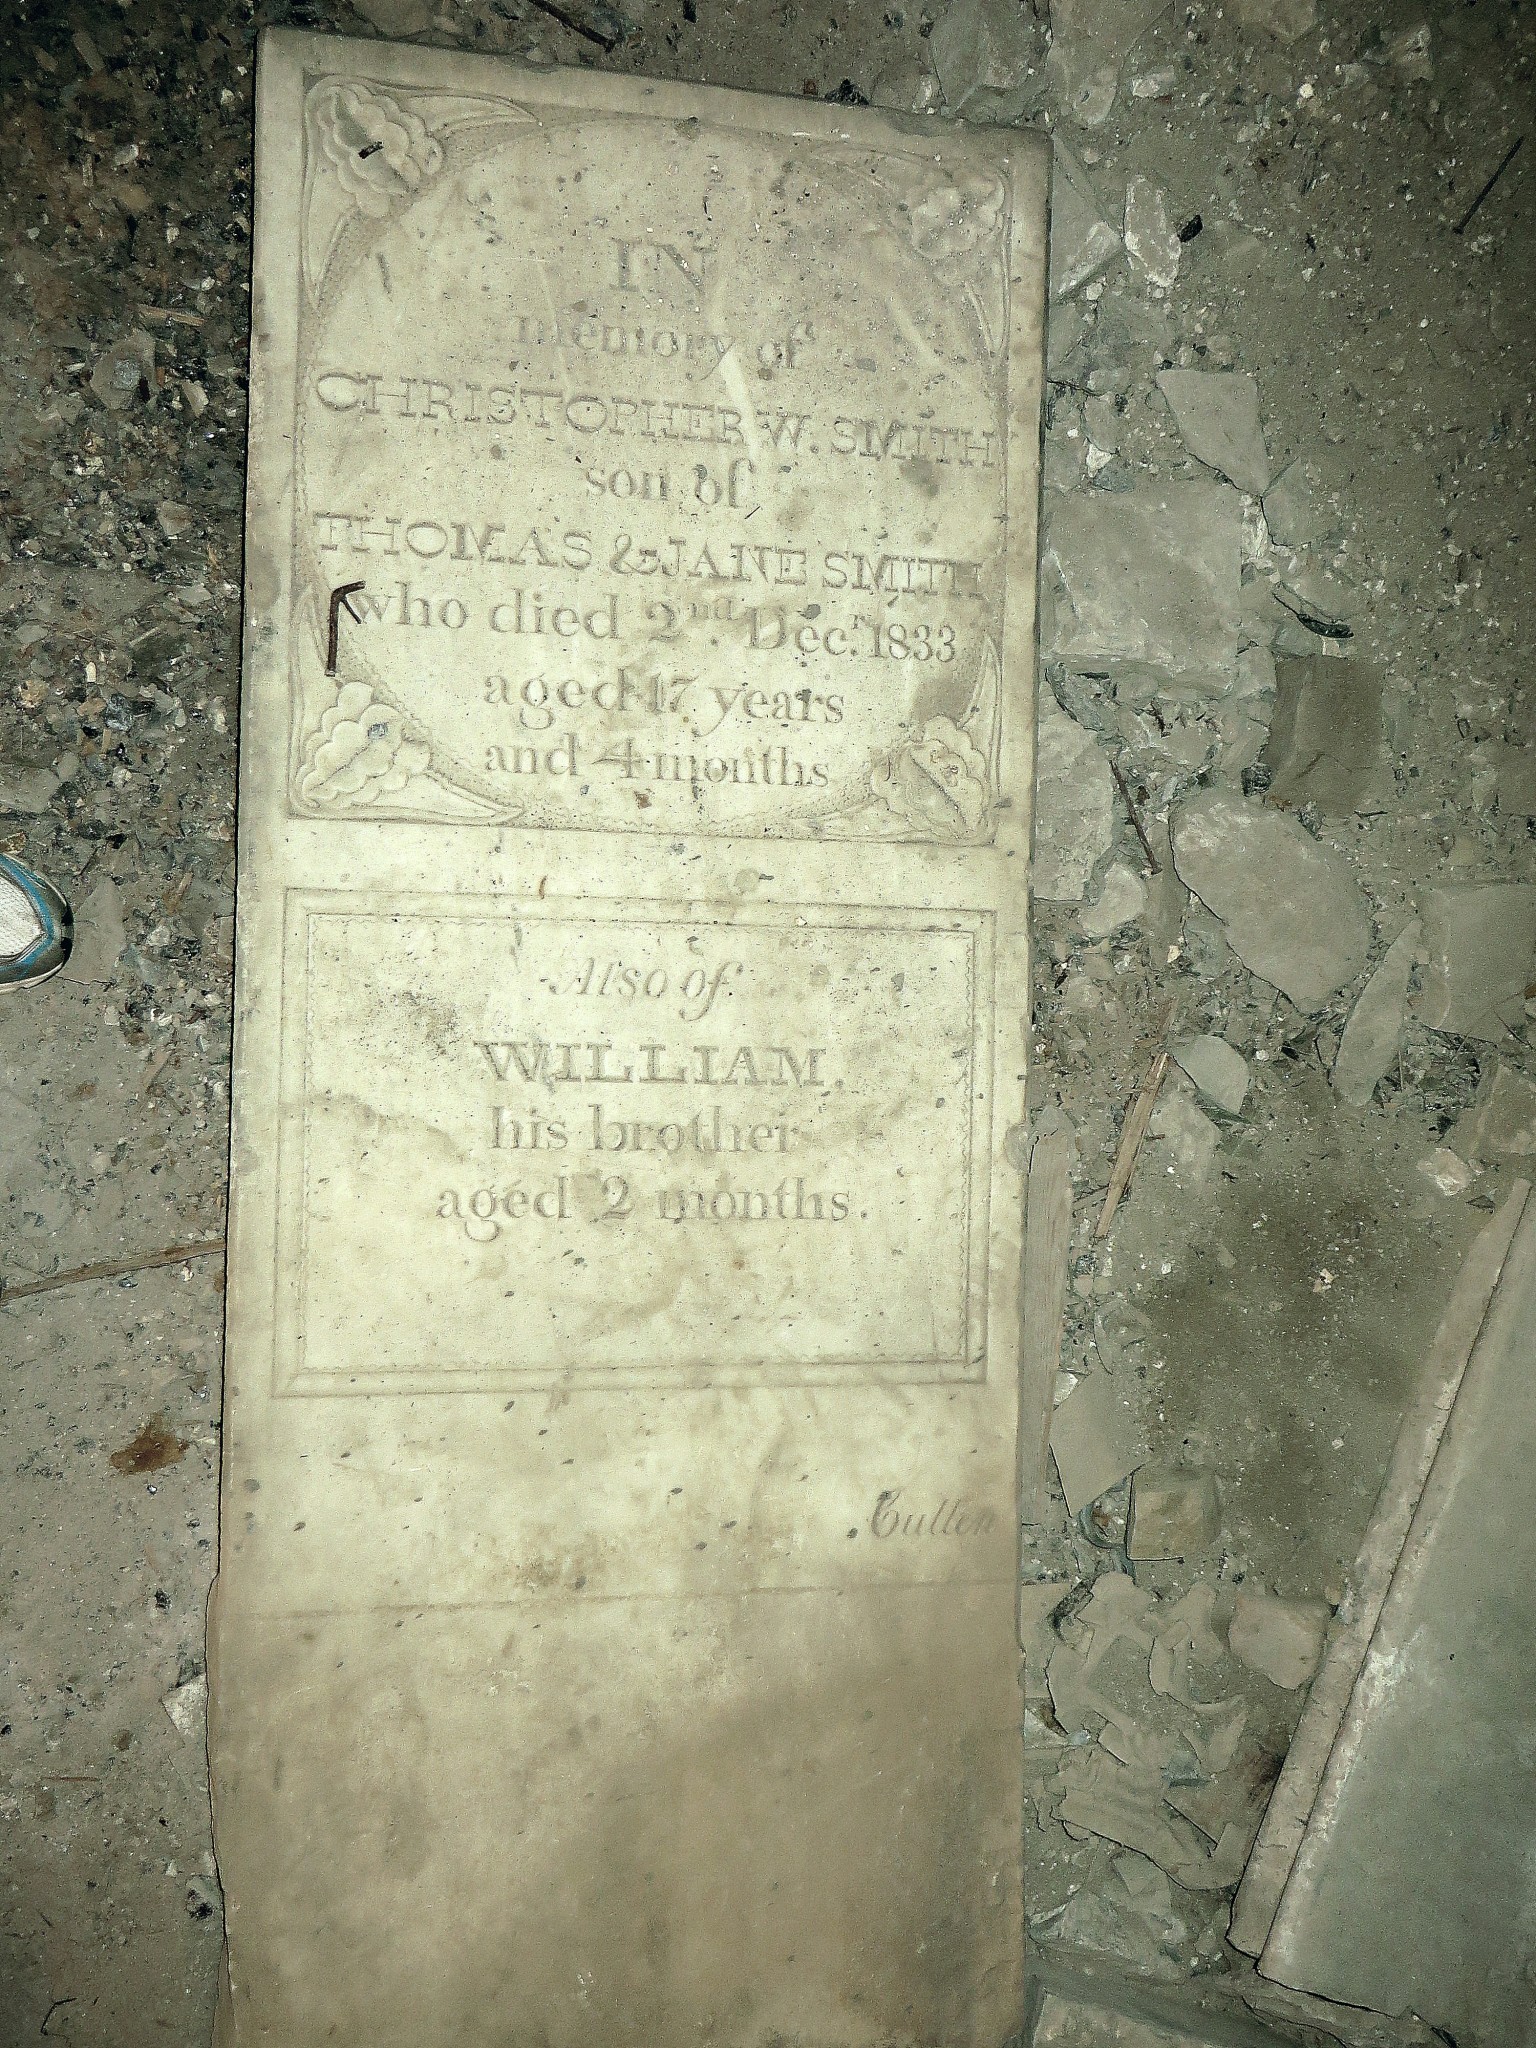 IN
memory of
CHRISTOPHER W. SMITH
son of
THOMAS & JANE SMITH
who died 2nd Decr. 1833
aged 17 years
and 4 months
Also of
WILLIAM.
his brother
aged 2 months.
Cullen